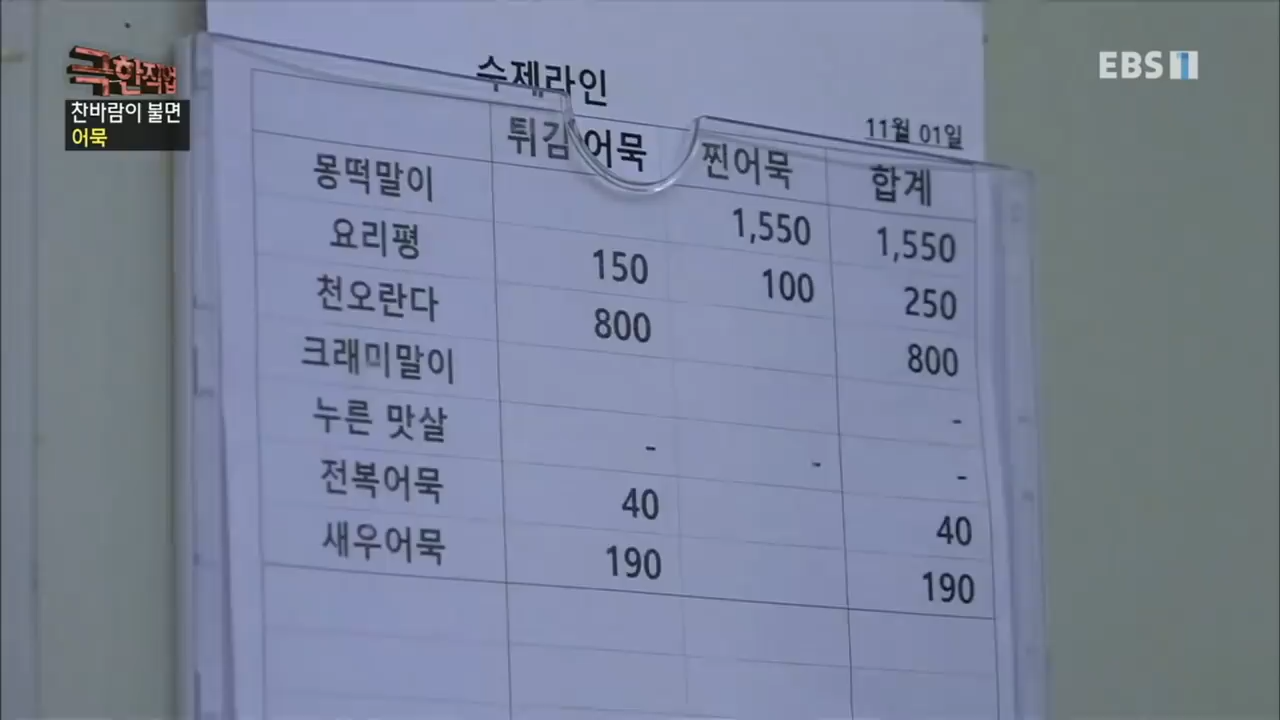 극한직업
찬바람이 불면
어묵
EBS1
수제라인
11월 01일
튀김어묵 찐어묵 합계
몽떡말이 1,550 1,550
요리평 150 100 250
천오란다 800 800
크래미말이 -
누른 맛살 - - -
전복어묵 40 40
새우어묵 190 190